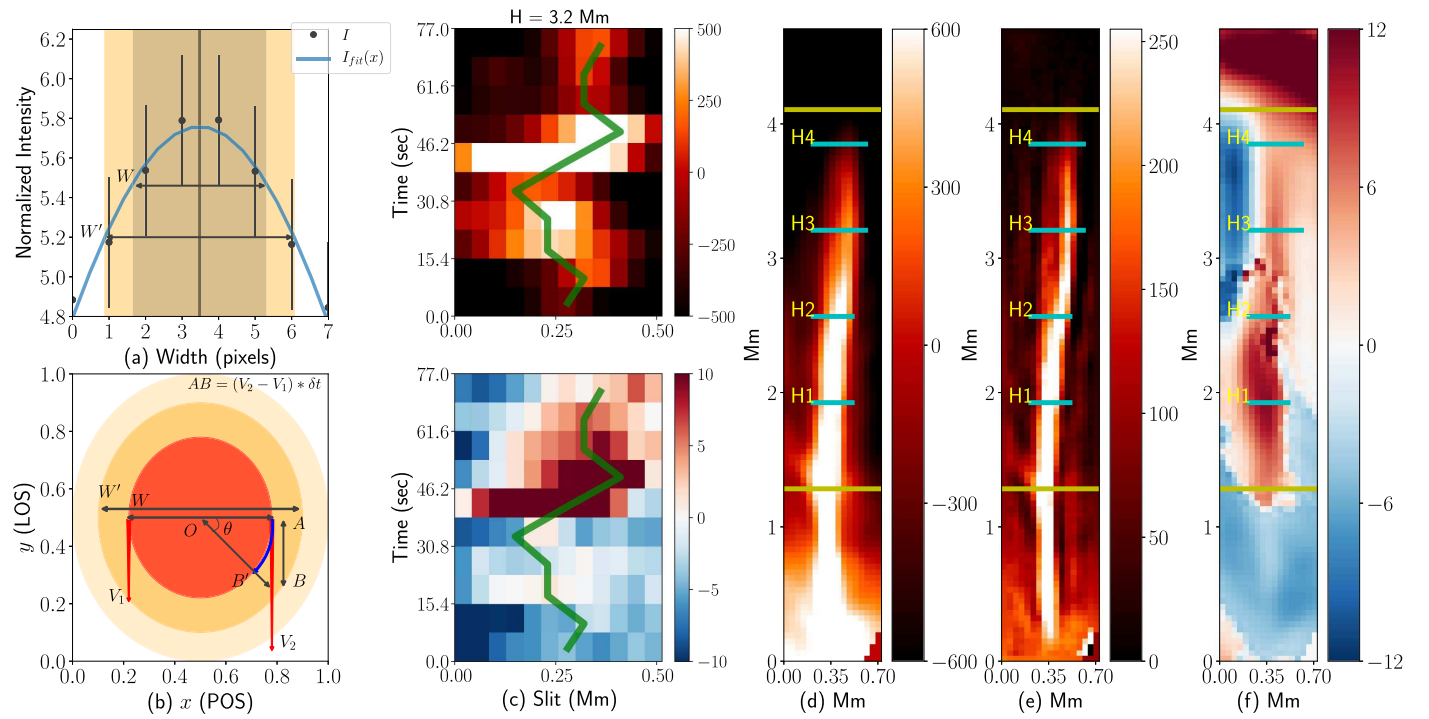 H = 3.2 Mm
I
I_{fit}(x)
6.2
6.0
5.8
5.6
5.4
5.2
5.0
4.8
Normalized Intensity
W
W′
0 1 2 3 4 5 6 7
(a) Width (pixels)
AB = (V_2 − V_1) ∗ δt
1.0
0.8
0.6
0.4
0.2
0.0
y (LOS)
W′
W
O
θ
A
B′
B
V_1
V_2
0.0 0.2 0.4 0.6 0.8 1.0
(b) x (POS)
77.0
61.6
46.2
30.8
15.4
0.0
Time (sec)
0.00 0.25 0.50
500
250
0
−250
−500
77.0
61.6
46.2
30.8
15.4
0.0
Time (sec)
0.00 0.25 0.50
(c) Slit (Mm)
10
5
0
−5
−10
4
3
2
1
0
Mm
H4
H3
H2
H1
0.0 0.35 0.70
(d) Mm
600
300
0
−300
−600
4
3
2
1
0
Mm
H4
H3
H2
H1
0.0 0.35 0.70
(e) Mm
250
200
150
100
50
0
4
3
2
1
0
Mm
H4
H3
H2
H1
0.0 0.35 0.70
(f) Mm
12
6
0
−6
−12